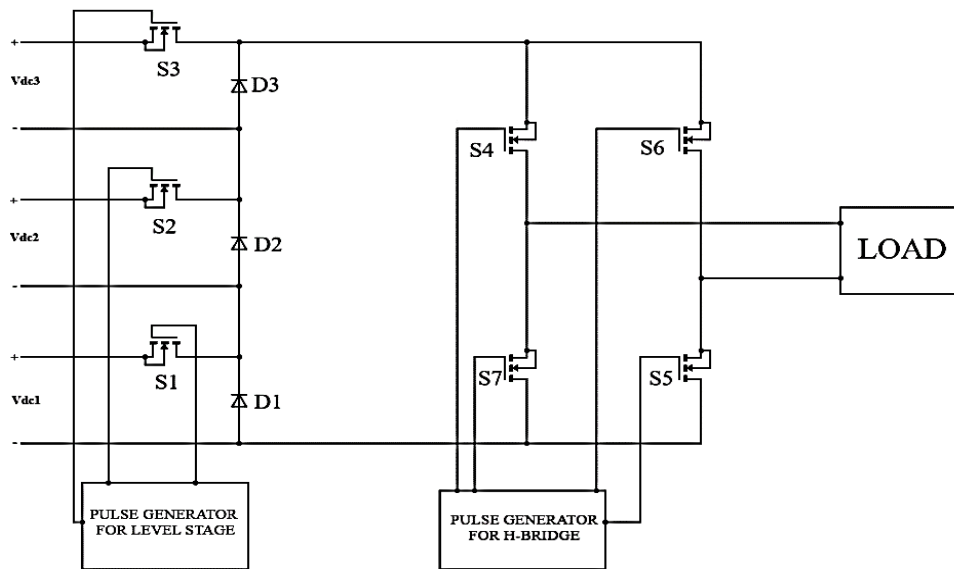 +
S3
Vdc3
D3
-
S4
S6
+
S2
Vdc2
D2
LOAD
-
+
S1
S7
S5
Vdc1
D1
-
PULSE GENERATOR
FOR LEVEL STAGE
PULSE GENERATOR
FOR H-BRIDGE